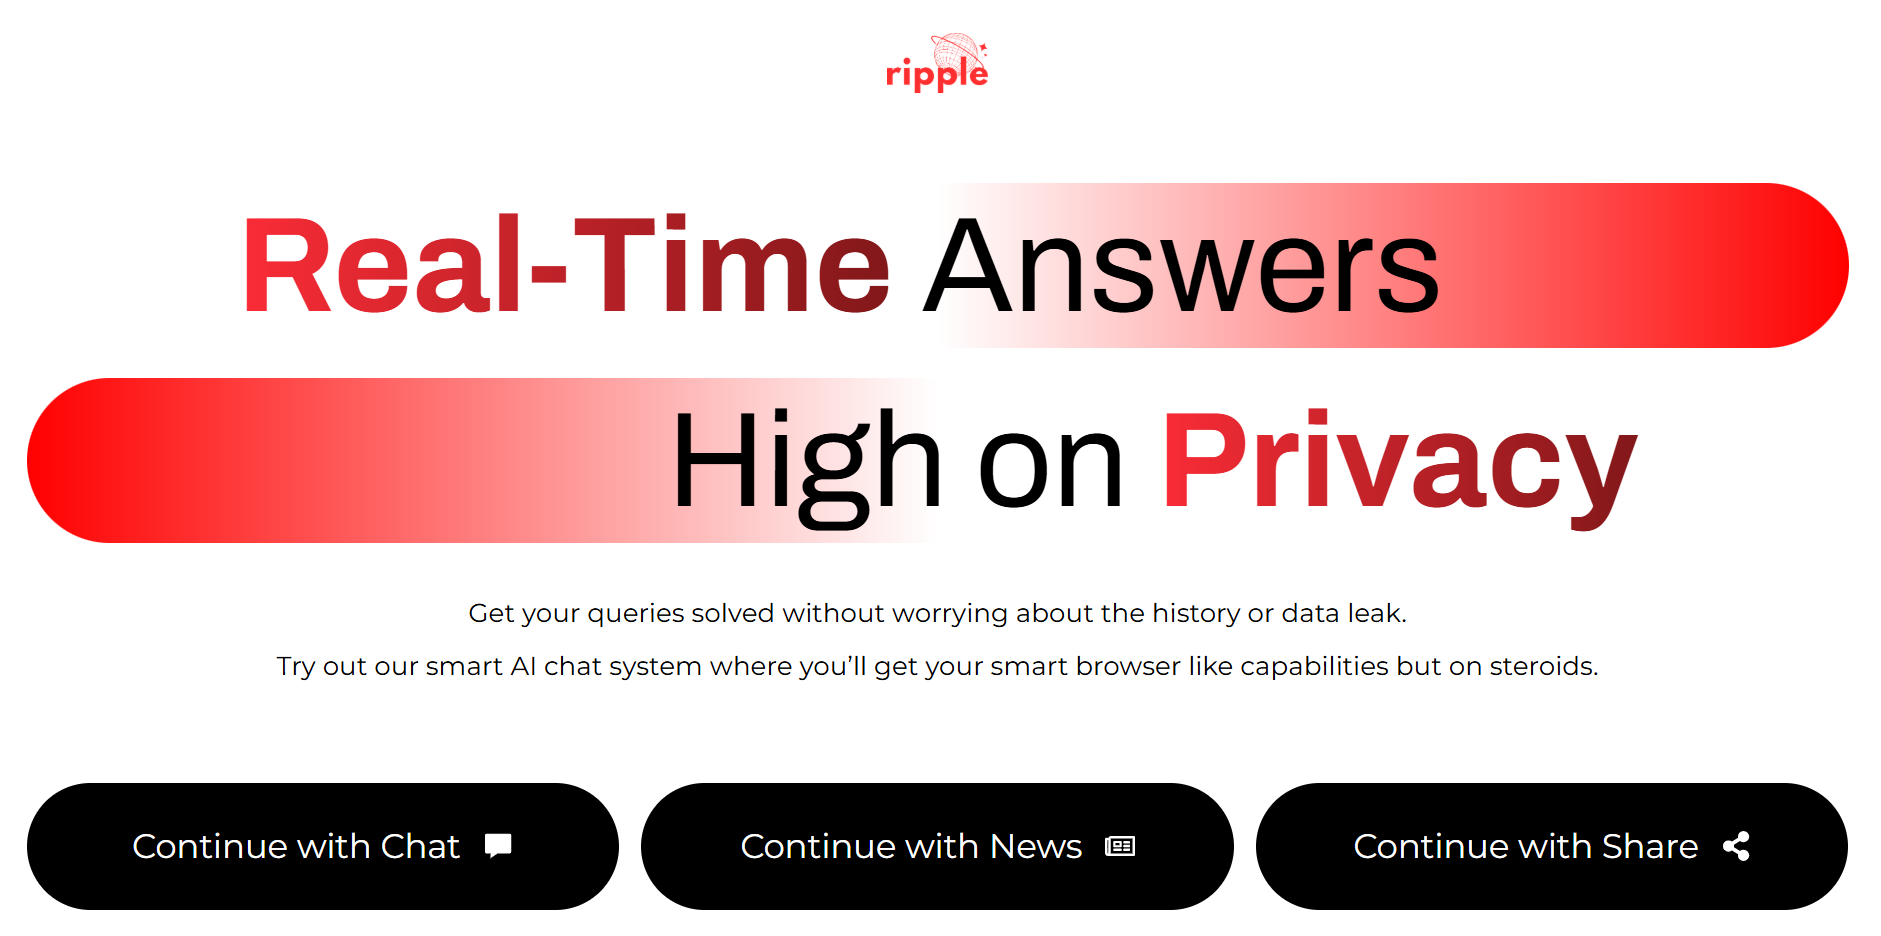 ripple
Real-Time Answers
High on Privacy
Get your queries solved without worrying about the history or data leak.
Try out our smart AI chat system where you’ll get your smart browser like capabilities but on steroids.
Continue with Chat
Continue with News
Continue with Share